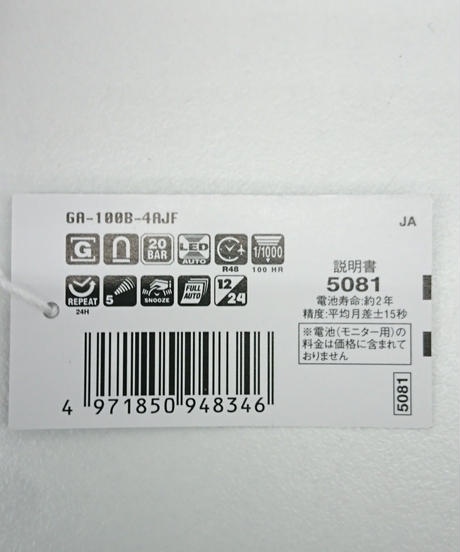 GA-100B-4AJF
JA
G
20 BAR
LED AUTO
R48
1/1000
100 HR
REPEAT
24H
5
SNOOZE
FULL AUTO
12/24
説明書
5081
電池寿命:約2年
精度:平均月差±15秒
※電池(モニター用)の
料金は価格に含まれて
おりません
4 971850 948346
5081